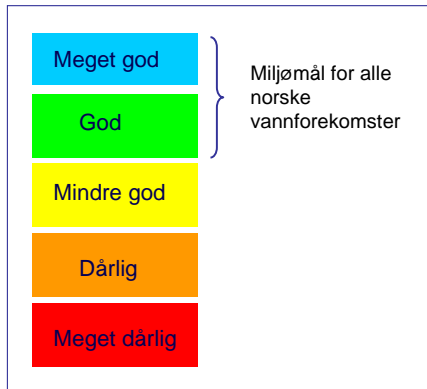 Meget god
God
Mindre god
Dårlig
Meget dårlig
Miljømål for alle
norske
vannforekomster